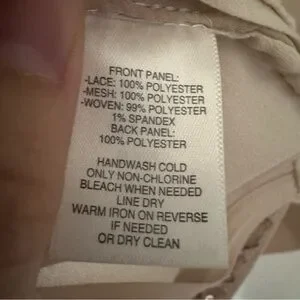 FRONT PANEL:
-LACE: 100% POLYESTER
-MESH: 100% POLYESTER
-WOVEN: 99% POLYESTER
1% SPANDEX
BACK PANEL:
100% POLYESTER
HANDWASH COLD
ONLY NON-CHLORINE
BLEACH WHEN NEEDED
LINE DRY
WARM IRON ON REVERSE
IF NEEDED
OR DRY CLEAN